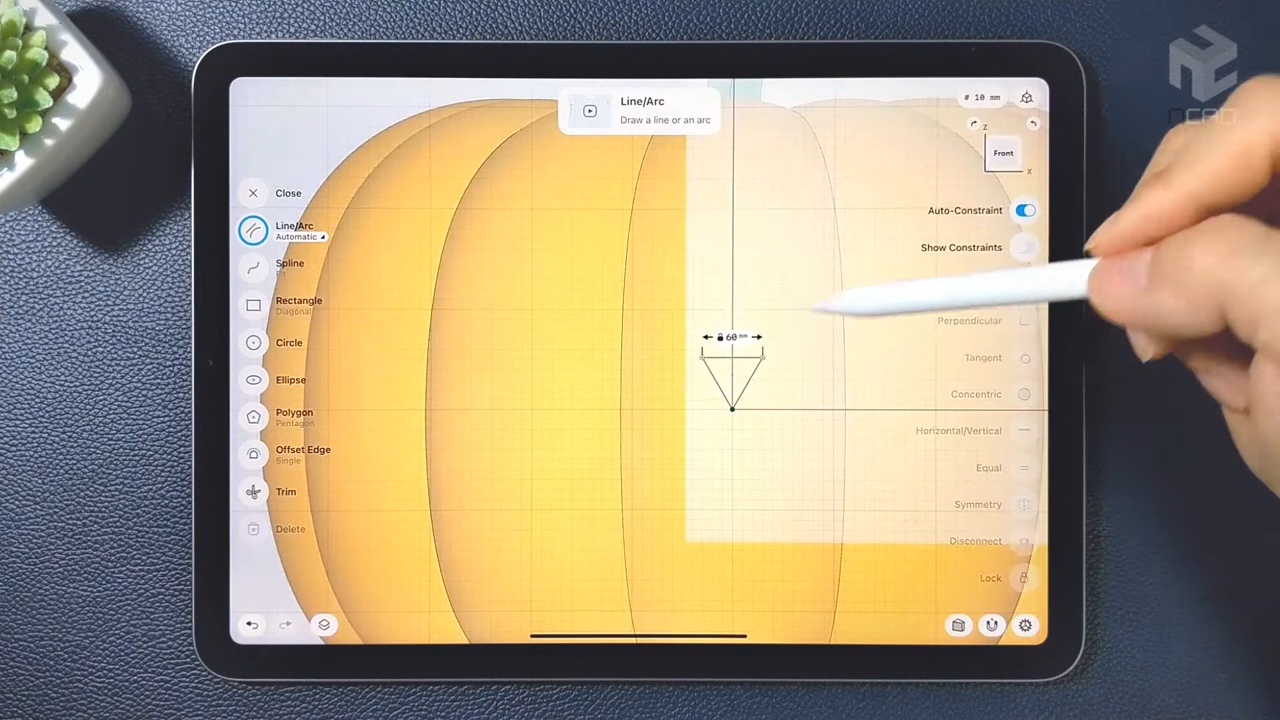 Line/Arc
Draw a line or an arc
# 10 mm
Z
Front
X
Close
Line/Arc
Automatic
Spline
Fit
Rectangle
Diagonal
Circle
Ellipse
Polygon
Pentagon
Offset Edge
Single
Trim
Delete
60 mm
Auto-Constraint
Show Constraints
Perpendicular
Tangent
Concentric
Horizontal/Vertical
Equal
Symmetry
Disconnect
Lock